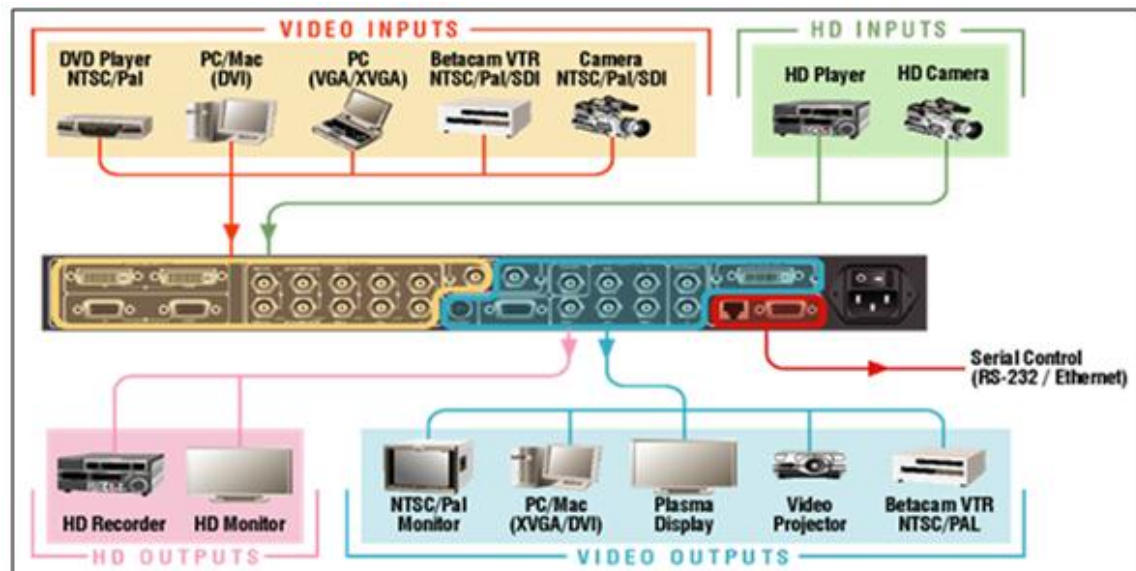 VIDEO INPUTS
HD INPUTS
DVD Player
NTSC/Pal
PC/Mac
(DVI)
PC
(VGA/XVGA)
Betacam VTR
NTSC/Pal/SDI
Camera
NTSC/Pal/SDI
HD Player
HD Camera
Serial Control
(RS-232 / Ethernet)
HD Recorder
HD Monitor
NTSC/Pal
Monitor
PC/Mac
(XVGA/DVI)
Plasma
Display
Video
Projector
Betacam VTR
NTSC/PAL
HD OUTPUTS
VIDEO OUTPUTS